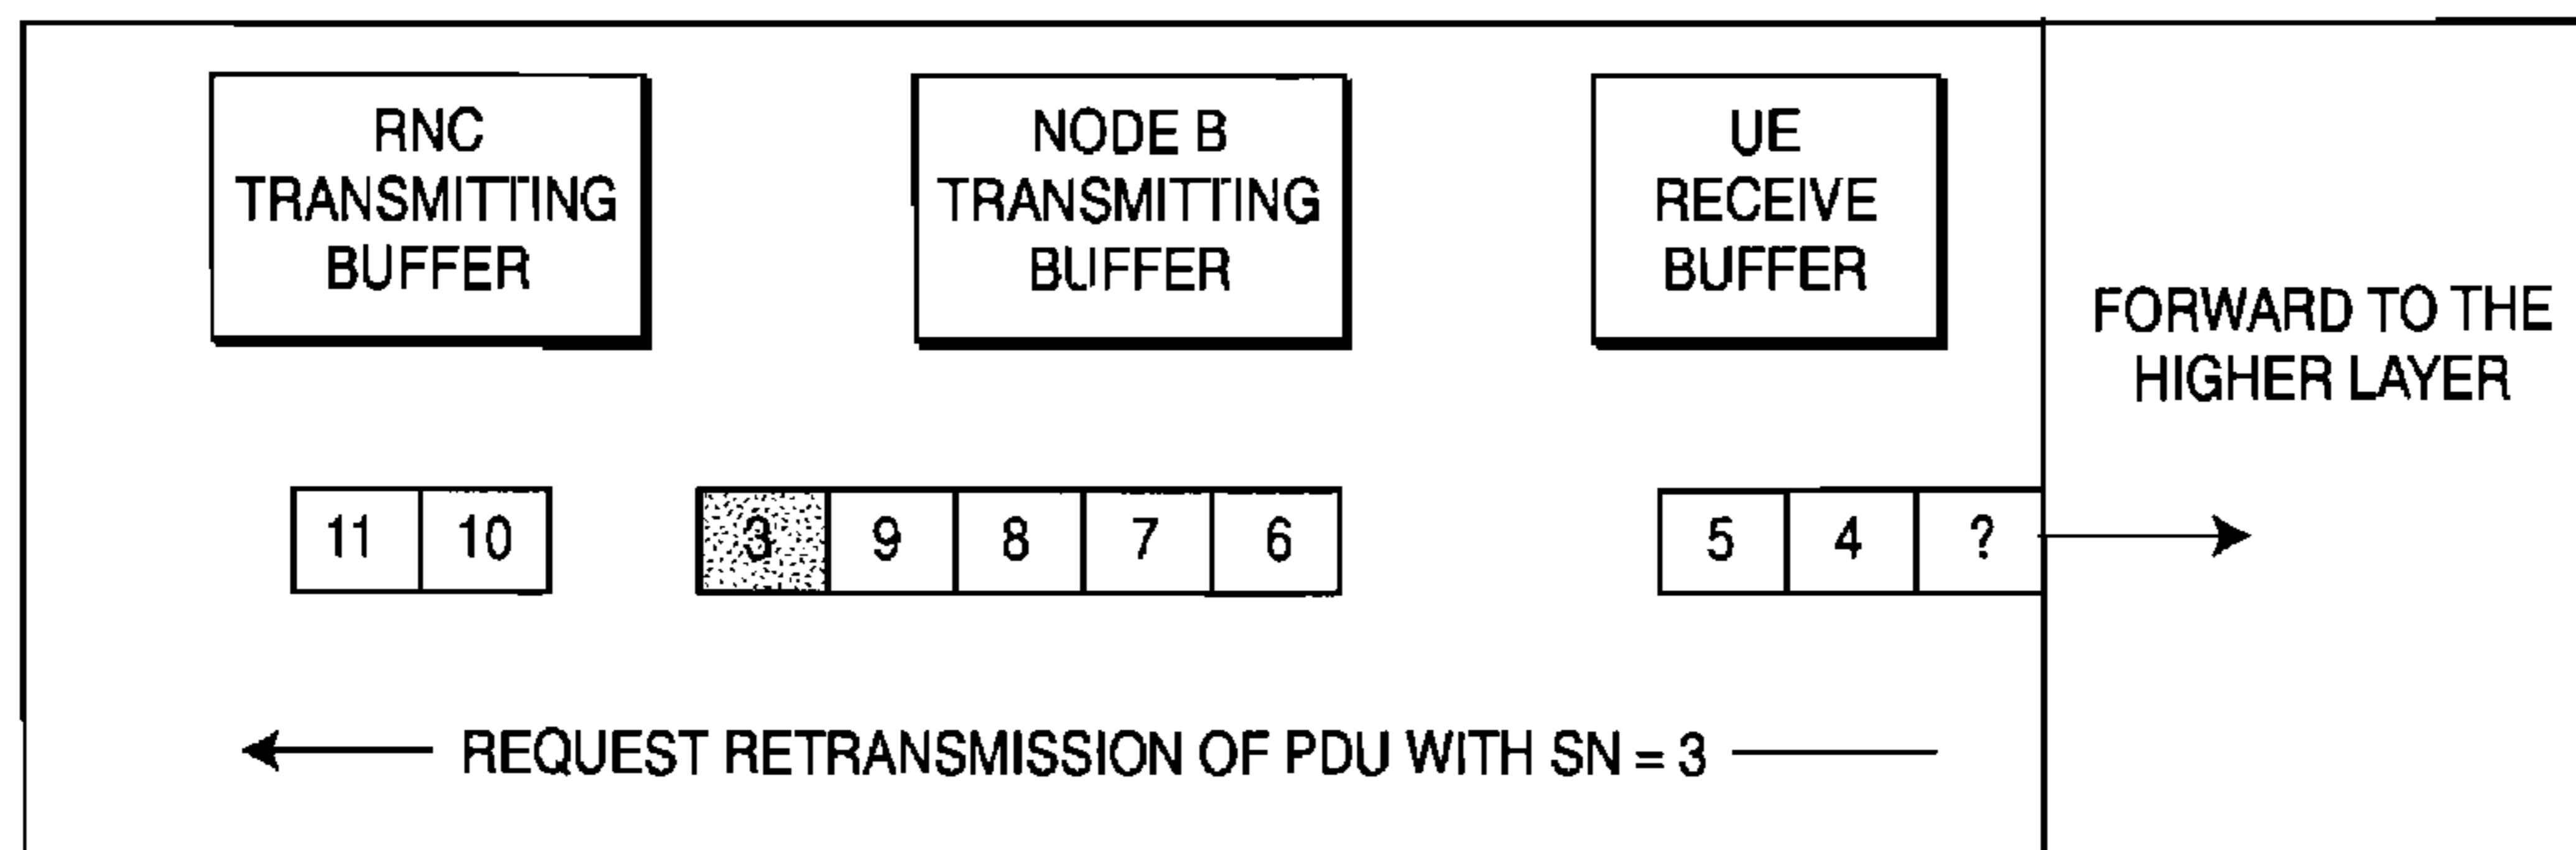 RNC
TRANSMITTING
BUFFER
NODE B
TRANSMITTING
BUFFER
UE
RECEIVE
BUFFER
FORWARD TO THE
HIGHER LAYER
11 10
3 9 8 7 6
5 4 ?
REQUEST RETRANSMISSION OF PDU WITH SN = 3